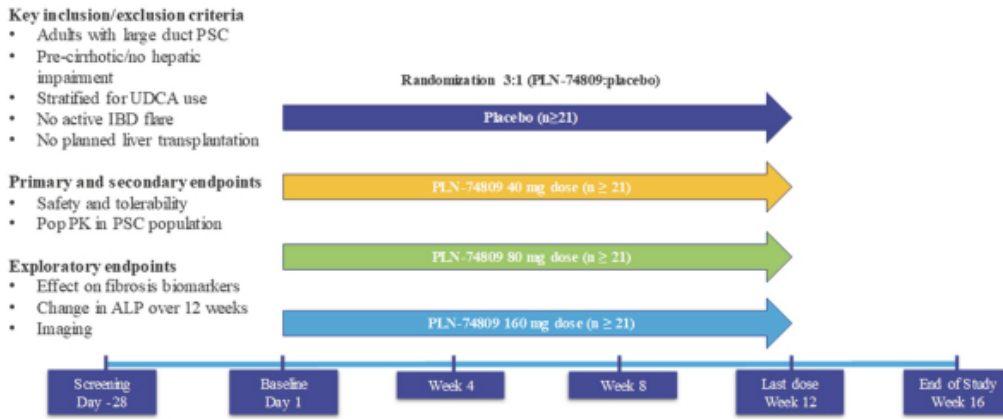 Key inclusion/exclusion criteria
• Adults with large duct PSC
• Pre-cirrhotic/no hepatic
impairment
• Stratified for UDCA use
• No active IBD flare
• No planned liver transplantation
Primary and secondary endpoints
• Safety and tolerability
• Pop PK in PSC population
Exploratory endpoints
• Effect on fibrosis biomarkers
• Change in ALP over 12 weeks
• Imaging
Randomization 3:1 (PLN-74809:placebo)
Placebo (n≥21)
PLN-74809 40 mg dose (n ≥ 21)
PLN-74809 80 mg dose (n ≥ 21)
PLN-74809 160 mg dose (n ≥ 21)
Screening
Day -28
Baseline
Day 1
Week 4
Week 8
Last dose
Week 12
End of Study
Week 16